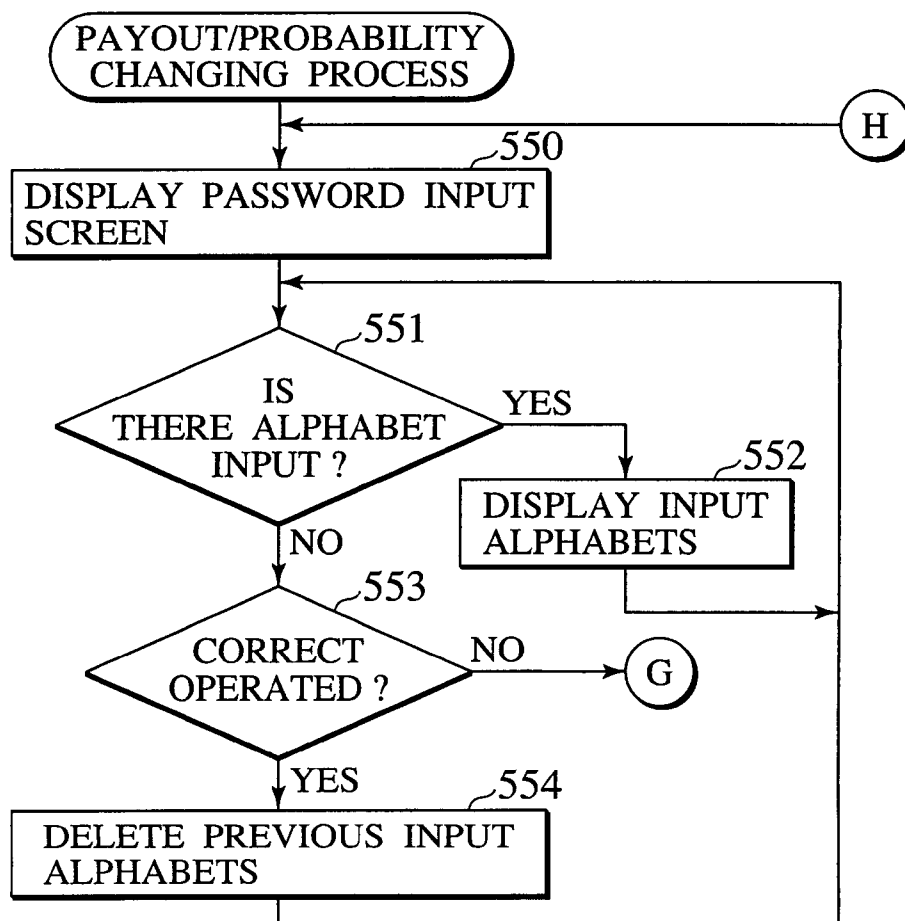 PAYOUT/PROBABILITY
CHANGING PROCESS
H
550
DISPLAY PASSWORD INPUT
SCREEN
551
IS
THERE ALPHABET
INPUT ?
YES
552
DISPLAY INPUT
ALPHABETS
NO
553
CORRECT
OPERATED ?
NO
G
YES
554
DELETE PREVIOUS INPUT
ALPHABETS